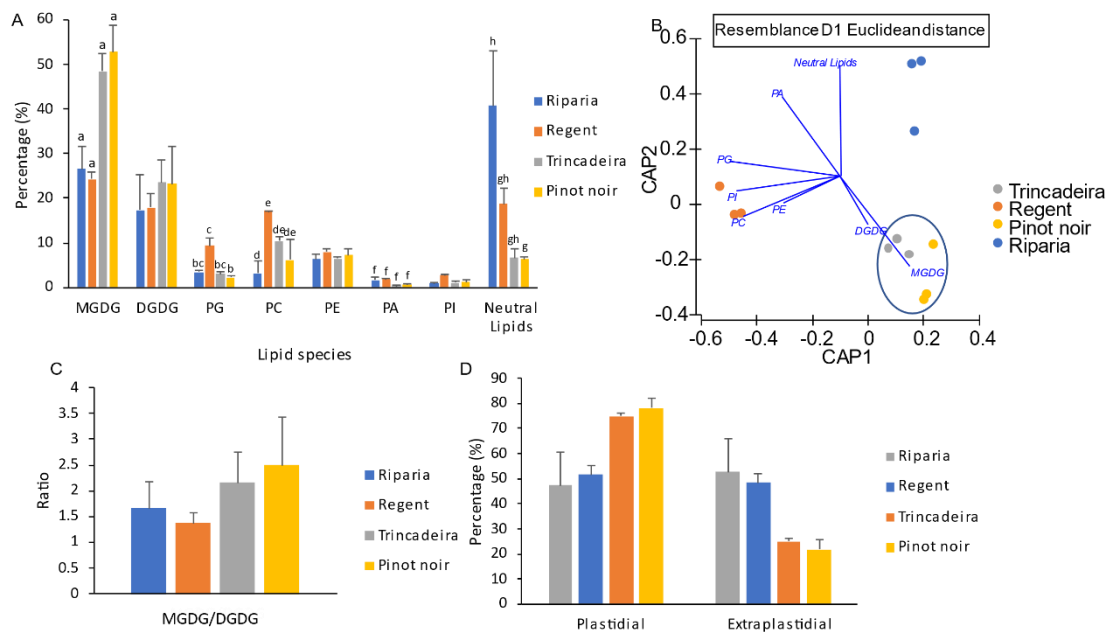 A
60
50
40
30
20
10
0
Percentage (%)
a
a
a
a
bc
c
bc
b
d
e
de
de
f
f
f
f
h
gh
gh
g
MGDG DGDG PG PC PE PA PI Neutral
Lipids
Lipid species
Riparia
Regent
Trincadeira
Pinot noir
B
Resemblance D1 Euclidean distance
0.6
0.4
0.2
0
-0.2
-0.4
CAP2
Neutral Lipids
PA
PG
PI
PE
PC
DGDG
MGDG
-0.6 -0.4 -0.2 0 0.2 0.4
CAP1
Trincadeira
Regent
Pinot noir
Riparia
C
4
3.5
3
2.5
2
1.5
1
0.5
0
Ratio
MGDG/DGDG
Riparia
Regent
Trincadeira
Pinot noir
D
90
80
70
60
50
40
30
20
10
0
Percentage (%)
Plastidial Extraplastidial
Riparia
Regent
Trincadeira
Pinot noir